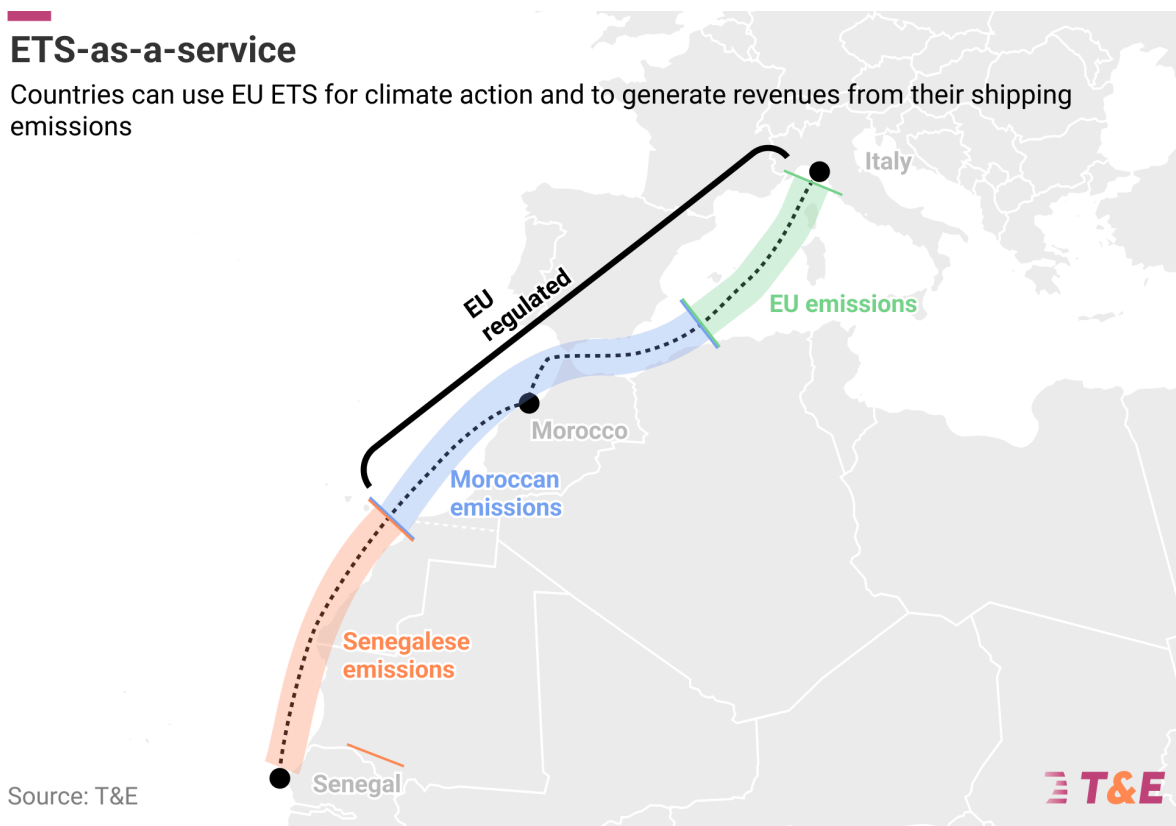 ETS-as-a-service
Countries can use EU ETS for climate action and to generate revenues from their shipping
emissions
Italy
EU
regulated
EU emissions
Morocco
Moroccan
emissions
Senegalese
emissions
Senegal
Source: T&E
T&E